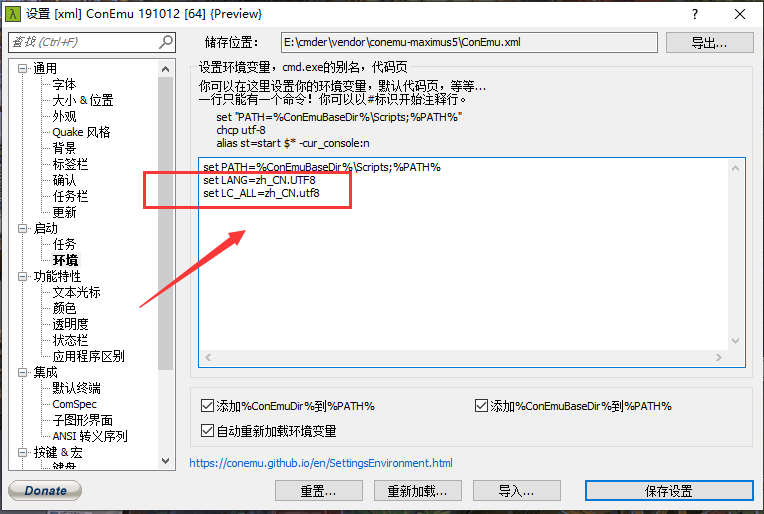 设置 [xml] ConEmu 191012 [64] {Preview}
查找 (Ctrl+F)
储存位置:
E:\cmder\vendor\conemu-maximus5\ConEmu.xml
导出...
通用
字体
大小 & 位置
外观
Quake 风格
背景
标签栏
确认
任务栏
更新
启动
任务
环境
功能特性
文本光标
颜色
透明度
状态栏
应用程序区别
集成
默认终端
ComSpec
子图形界面
ANSI 转义序列
按键 & 宏
键盘
设置环境变量，cmd.exe的别名，代码页
你可以在这里设置你的环境变量，默认代码页，等等...
一行只能有一个命令！你可以以#标识开始注释行。
set "PATH=%ConEmuBaseDir%\Scripts;%PATH%"
chcp utf-8
alias st=start $* -cur_console:n
set PATH=%ConEmuBaseDir%\Scripts;%PATH%
set LANG=zh_CN.UTF8
set LC_ALL=zh_CN.utf8
添加%ConEmuDir%到%PATH%
添加%ConEmuBaseDir%到%PATH%
自动重新加载环境变量
https://conemu.github.io/en/SettingsEnvironment.html
Donate
重置...
重新加载...
导入...
保存设置